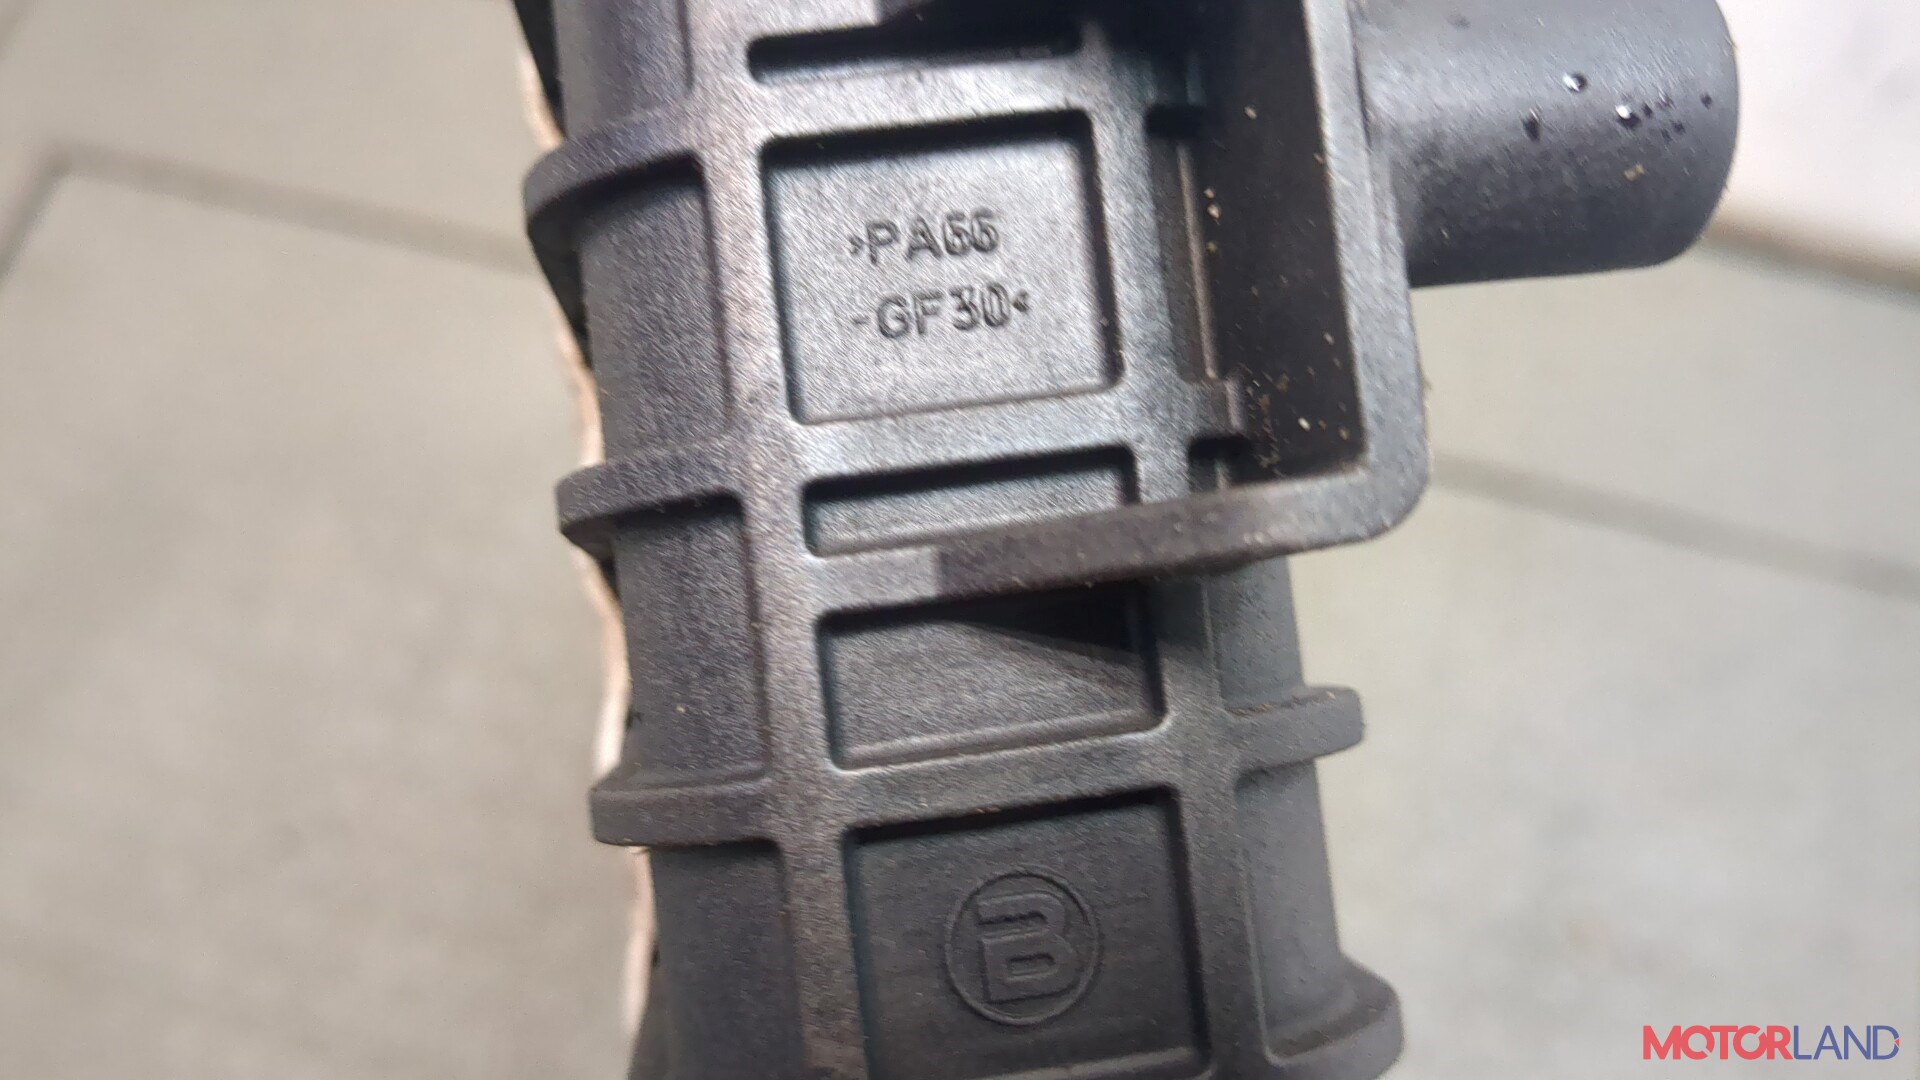 >PA66
-GF30<
B
MOTORLAND